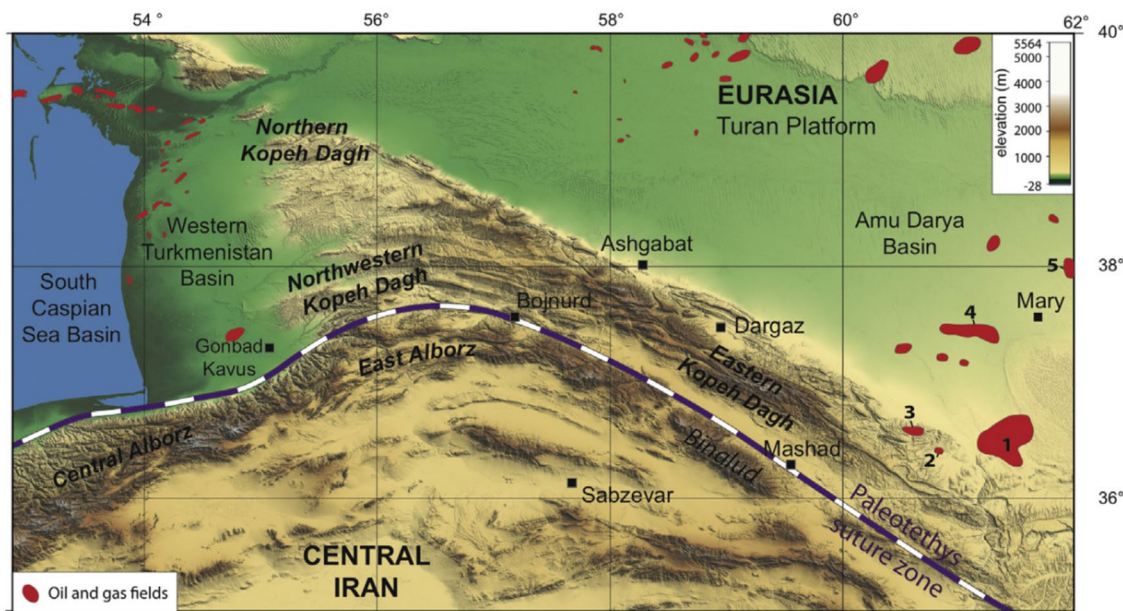 54 °
56°
58°
60°
62°
40°
5564
5000
4000
3000
2000
1000
-28
elevation (m)
EURASIA
Turan Platform
Northern
Kopeh Dagh
Western
Turkmenistan
Basin
Amu Darya
Basin
Ashgabat
38°
5
South
Caspian
Sea Basin
Northwestern
Kopeh Dagh
Bojnurd
Mary
4
Dargaz
Gonbad
Kavus
East Alborz
Eastern
Kopeh Dagh
3
1
2
Central Alborz
Binalud
Mashad
Sabzevar
36°
Paleotethys
suture zone
CENTRAL
IRAN
Oil and gas fields